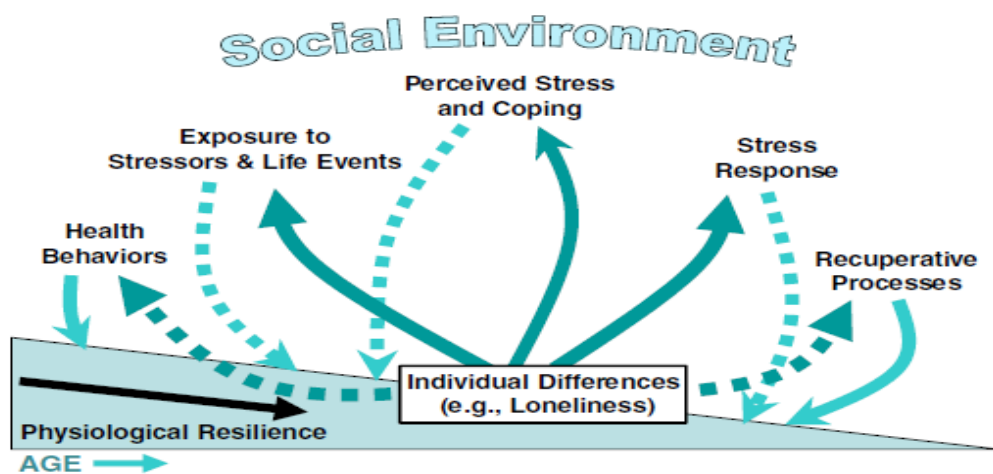 Social Environment
Perceived Stress
and Coping
Exposure to
Stressors & Life Events
Stress
Response
Health
Behaviors
Recuperative
Processes
Individual Differences
(e.g., Loneliness)
Physiological Resilience
AGE